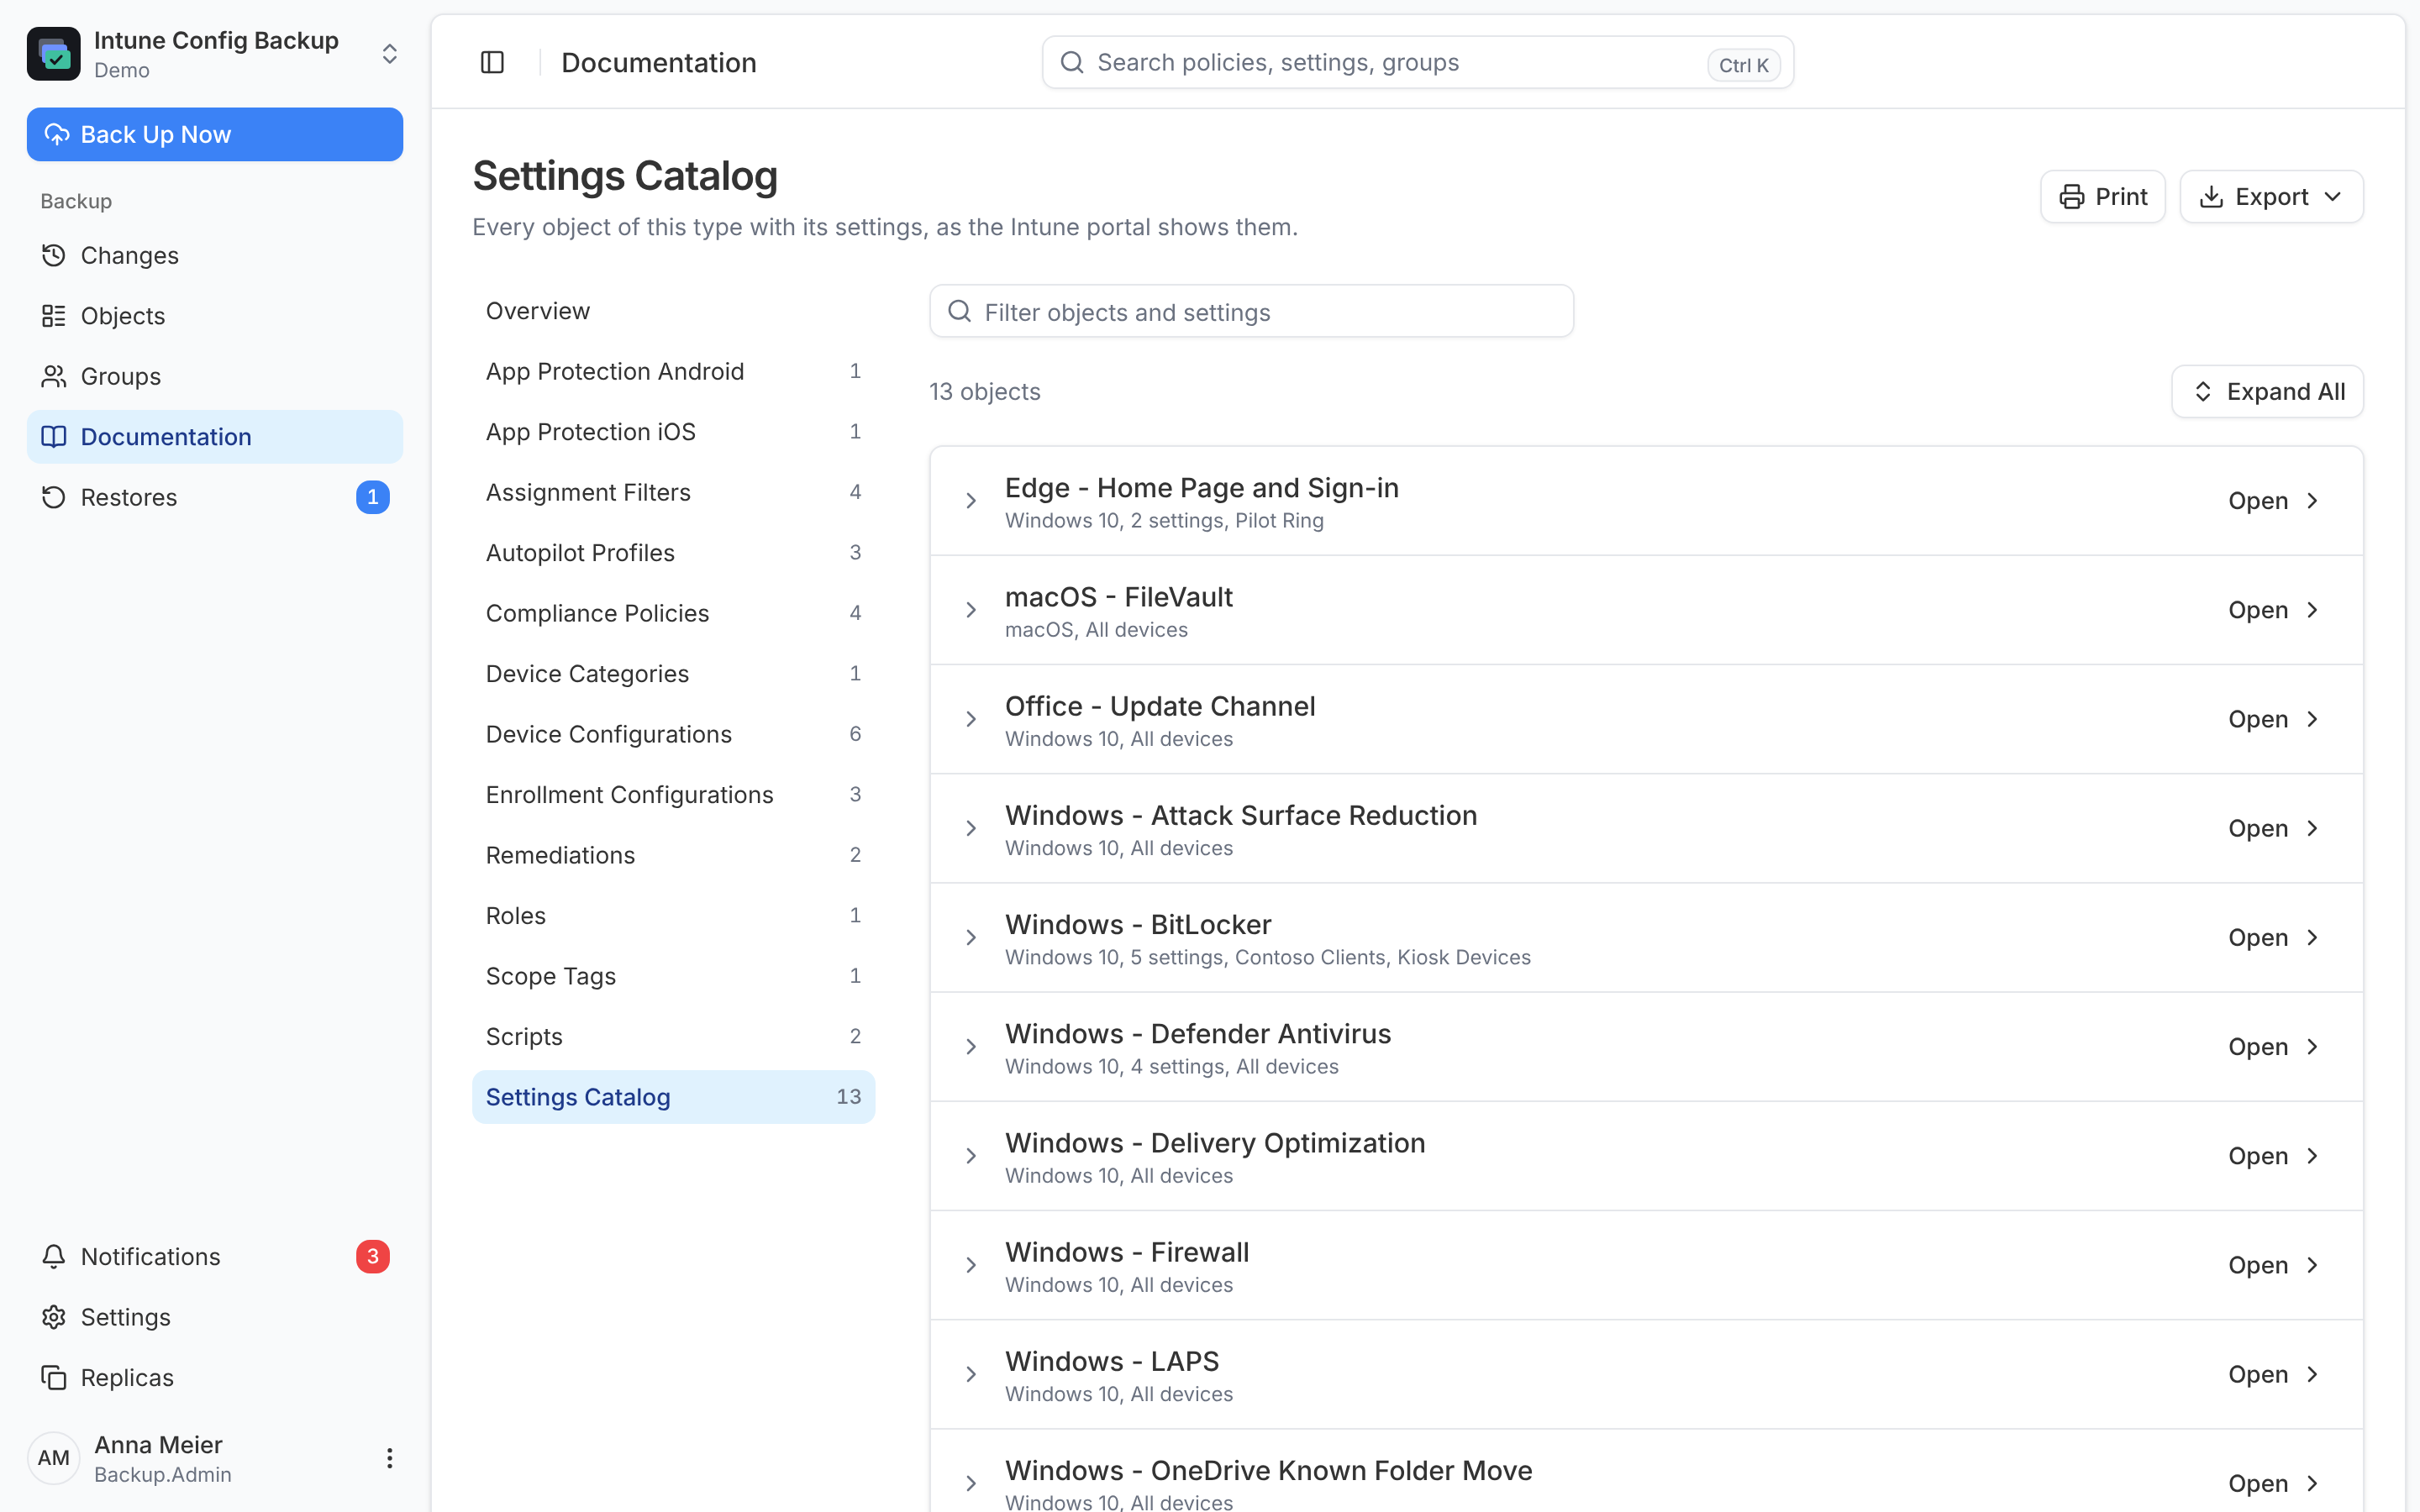 Intune Config Backup
Demo
Back Up Now
Backup
Changes
Objects
Groups
Documentation
Restores 1
Notifications 3
Settings
Replicas
AM
Anna Meier
Backup.Admin
Documentation
Search policies, settings, groups Ctrl K
Settings Catalog
Every object of this type with its settings, as the Intune portal shows them.
Print
Export
Overview
App Protection Android 1
App Protection iOS 1
Assignment Filters 4
Autopilot Profiles 3
Compliance Policies 4
Device Categories 1
Device Configurations 6
Enrollment Configurations 3
Remediations 2
Roles 1
Scope Tags 1
Scripts 2
Settings Catalog 13
Filter objects and settings
13 objects
Expand All
Edge - Home Page and Sign-in
Windows 10, 2 settings, Pilot Ring
Open
macOS - FileVault
macOS, All devices
Open
Office - Update Channel
Windows 10, All devices
Open
Windows - Attack Surface Reduction
Windows 10, All devices
Open
Windows - BitLocker
Windows 10, 5 settings, Contoso Clients, Kiosk Devices
Open
Windows - Defender Antivirus
Windows 10, 4 settings, All devices
Open
Windows - Delivery Optimization
Windows 10, All devices
Open
Windows - Firewall
Windows 10, All devices
Open
Windows - LAPS
Windows 10, All devices
Open
Windows - OneDrive Known Folder Move
Windows 10, All devices
Open